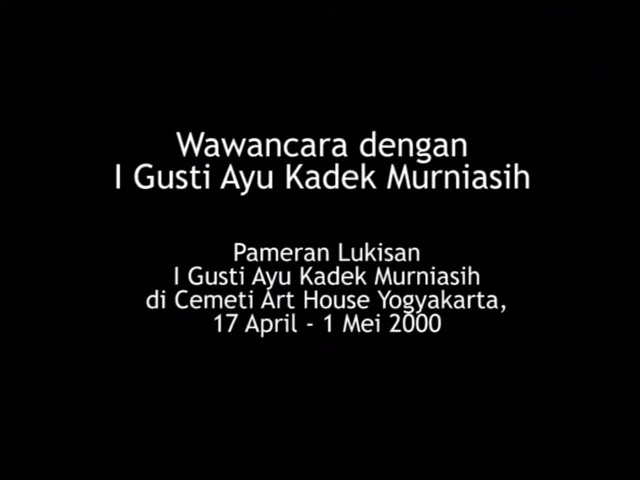 Wawancara dengan
I Gusti Ayu Kadek Murniasih
Pameran Lukisan
I Gusti Ayu Kadek Murniasih
di Cemeti Art House Yogyakarta,
17 April - 1 Mei 2000